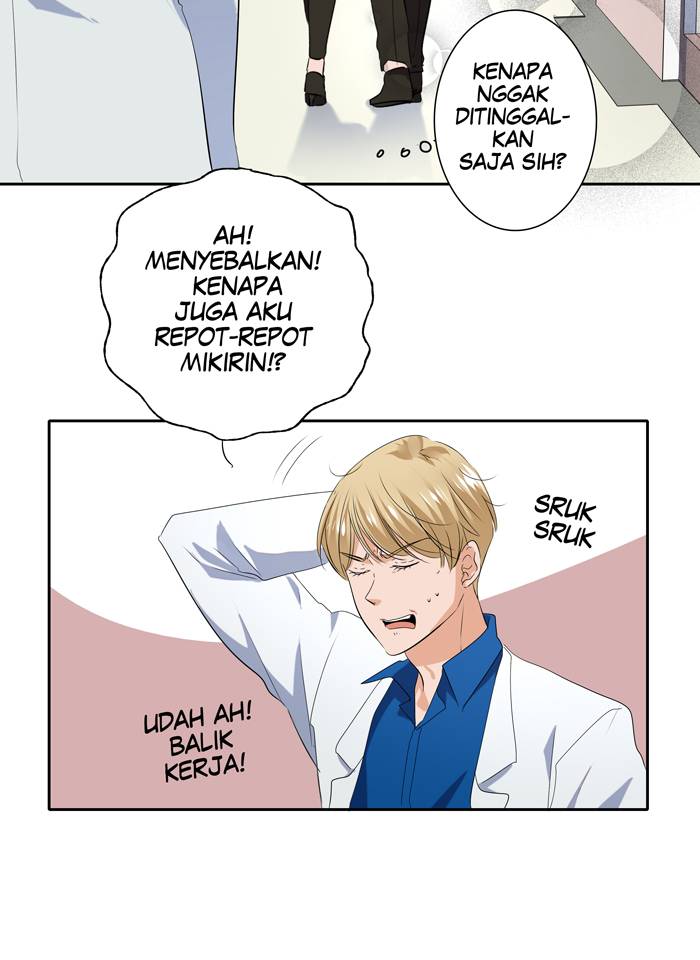 KENAPA
NGGAK
DITINGGAL-
KAN
SAJA SIH?
AH!
MENYEBALKAN!
KENAPA
JUGA AKU
REPOT-REPOT
MIKIRIN!?
SRUK
SRUK
UDAH AH!
BALIK
KERJA!